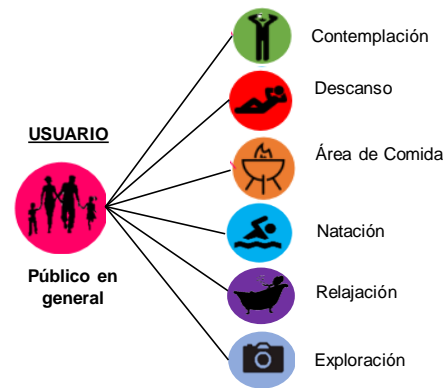 USUARIO
Público en
general
Contemplación
Descanso
Área de Comida
Natación
Relajación
Exploración